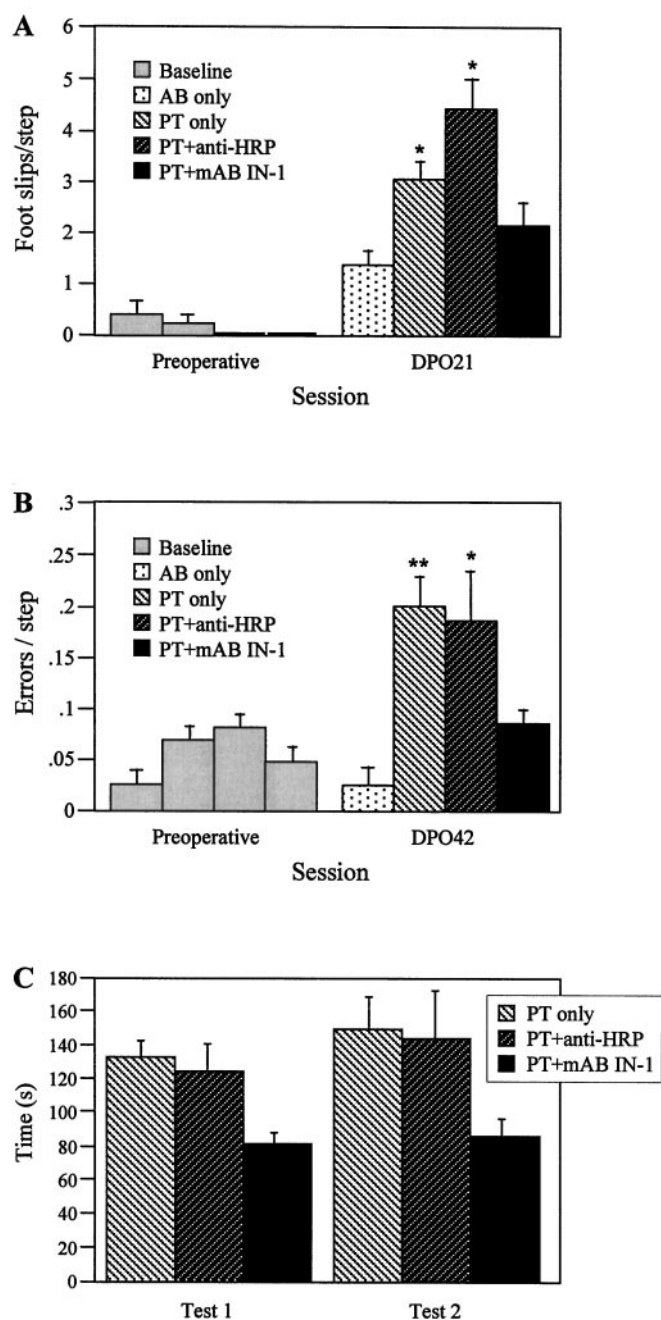 A
Foot slips/step
6
5
4
3
2
1
0
Baseline
AB only
PT only
PT+anti-HRP
PT+mAB IN-1
*
*
Preoperative
DPO21
Session
B
Errors / step
.3
.25
.2
.15
.1
.05
0
Baseline
AB only
PT only
PT+anti-HRP
PT+mAB IN-1
**
*
Preoperative
DPO42
Session
C
Time (s)
180
160
140
120
100
80
60
40
20
0
PT only
PT+anti-HRP
PT+mAB IN-1
Test 1
Test 2